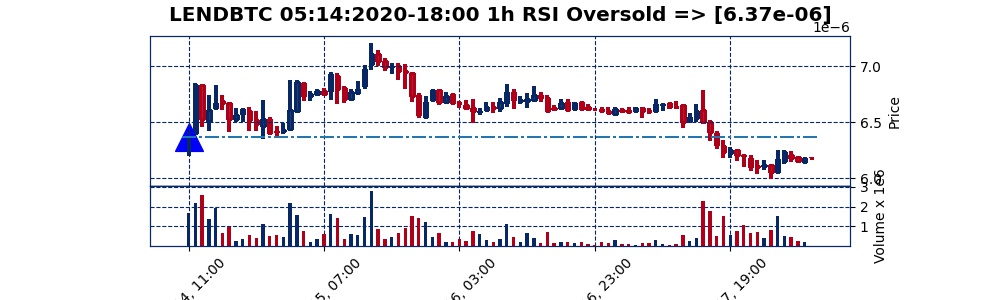 LENDBTC 05:14:2020-18:00 1h RSI Oversold => [6.37e-06]
1e−6
7.0
6.5
6.0
Price
3
2
1
Volume x 1e6
4, 11:00
5, 07:00
6, 03:00
6, 23:00
7, 19:00